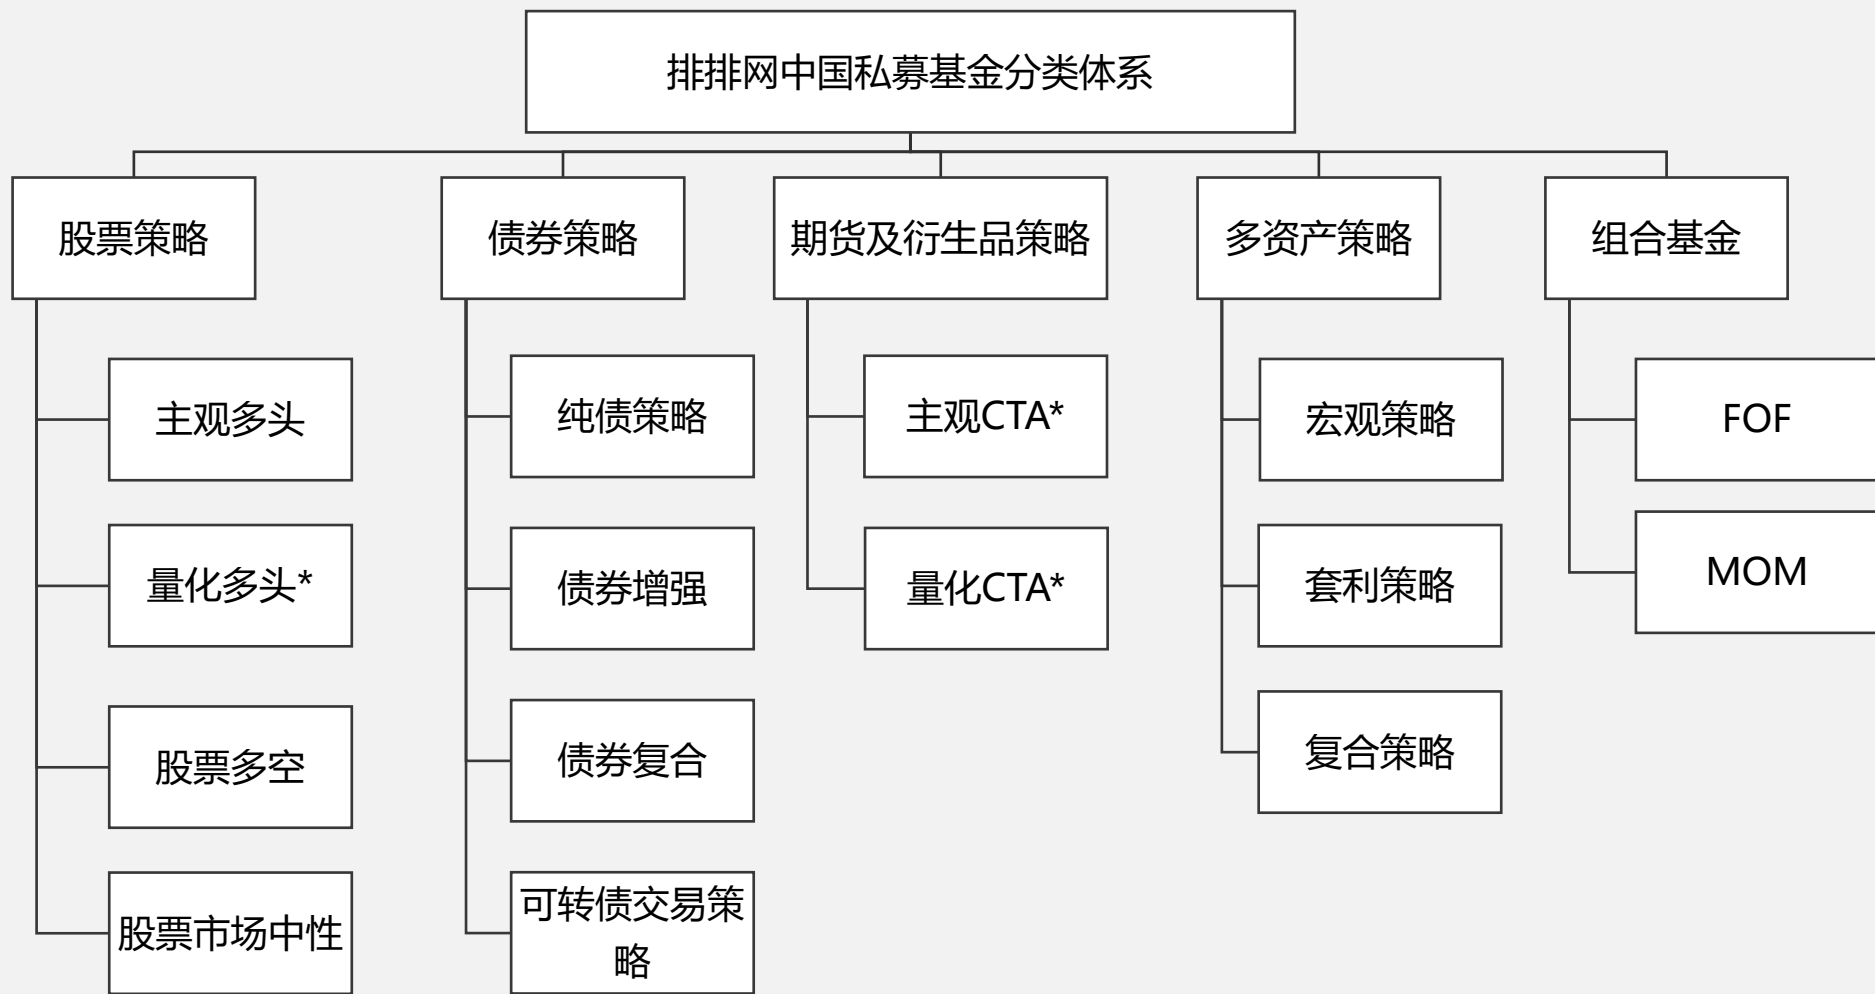 排排网中国私募基金分类体系
股票策略
债券策略
期货及衍生品策略
多资产策略
组合基金
主观多头
量化多头*
股票多空
股票市场中性
纯债策略
债券增强
债券复合
可转债交易策
略
主观CTA*
量化CTA*
宏观策略
套利策略
复合策略
FOF
MOM